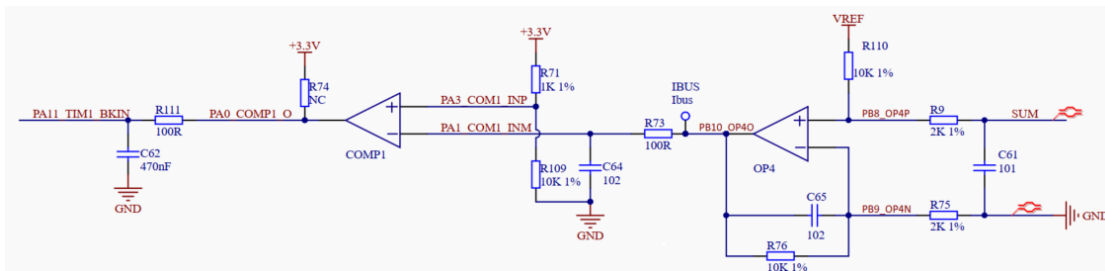 VREF
+3.3V
+3.3V
R110
10K 1%
R74
NC
R71
1K 1%
IBUS
Ibus
PA11_TIM1_BKIN
R111
100R
PA0_COMP1_O
PA3_COM1_INP
PA1_COM1_INM
R73
100R
PB10_OP4O
PB8_OP4P
R9
2K 1%
SUM
COMP1
OP4
C62
470nF
GND
R109
10K 1%
C64
102
GND
C61
101
C65
102
PB9_OP4N
R75
2K 1%
GND
R76
10K 1%